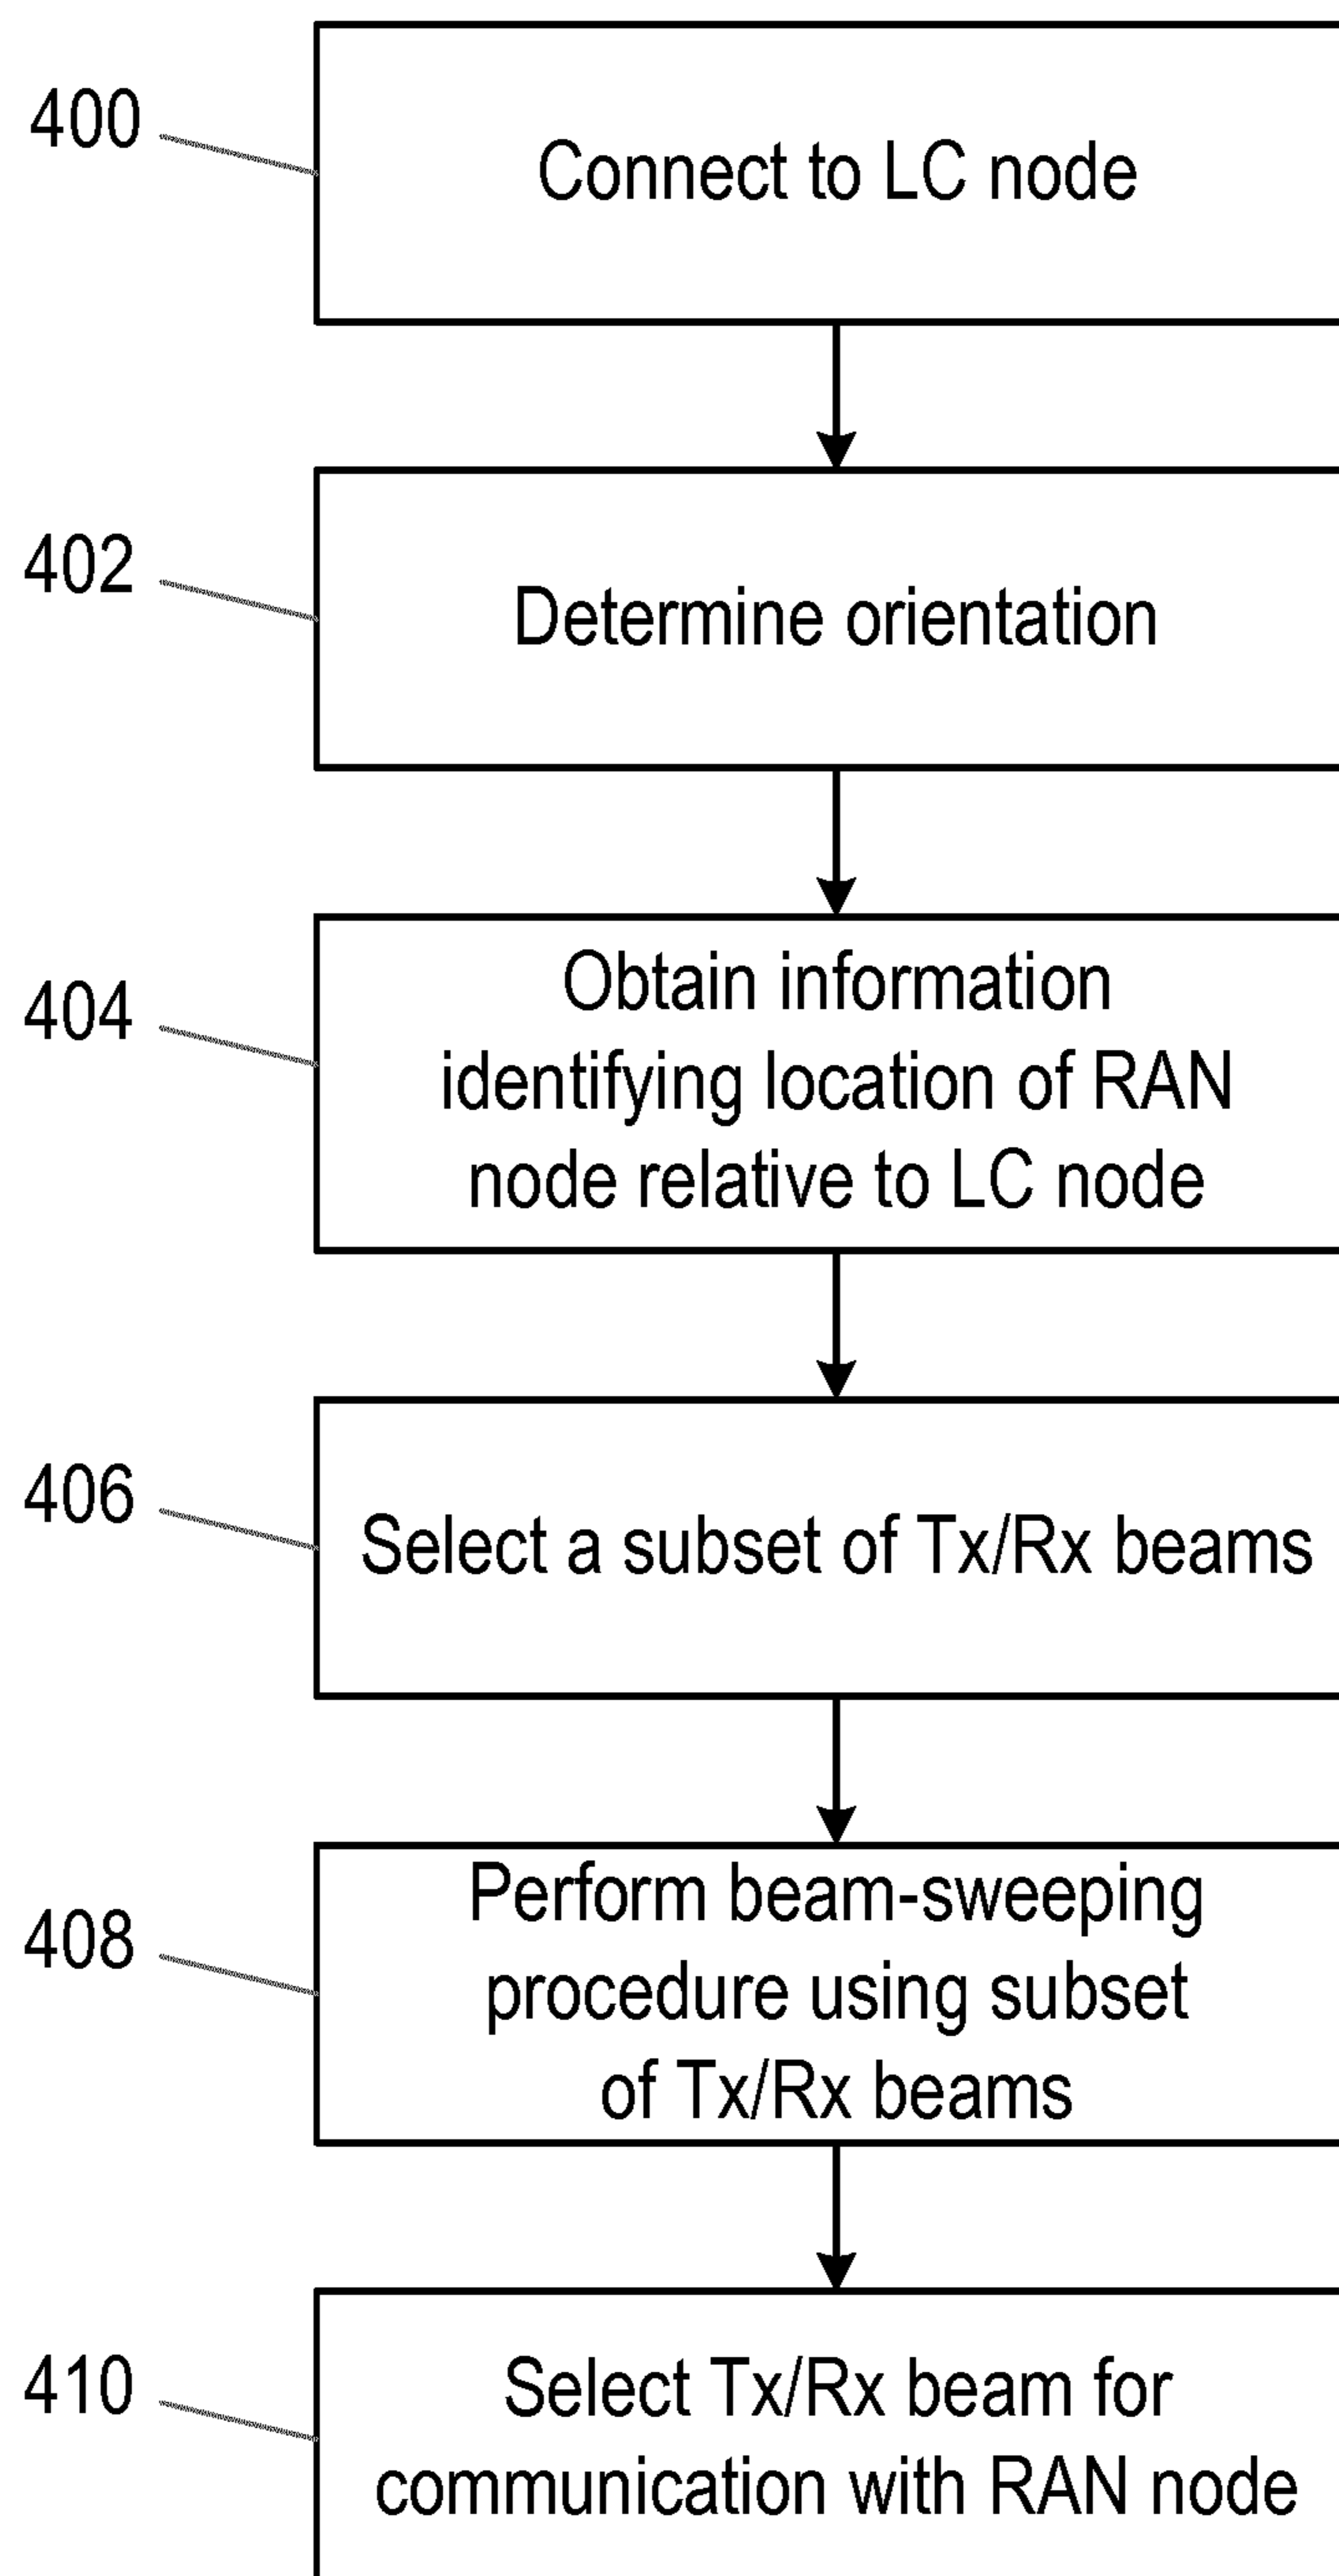 400
Connect to LC node
402
Determine orientation
404
Obtain information
identifying location of RAN
node relative to LC node
406
Select a subset of Tx/Rx beams
408
Perform beam-sweeping
procedure using subset
of Tx/Rx beams
410
Select Tx/Rx beam for
communication with RAN node